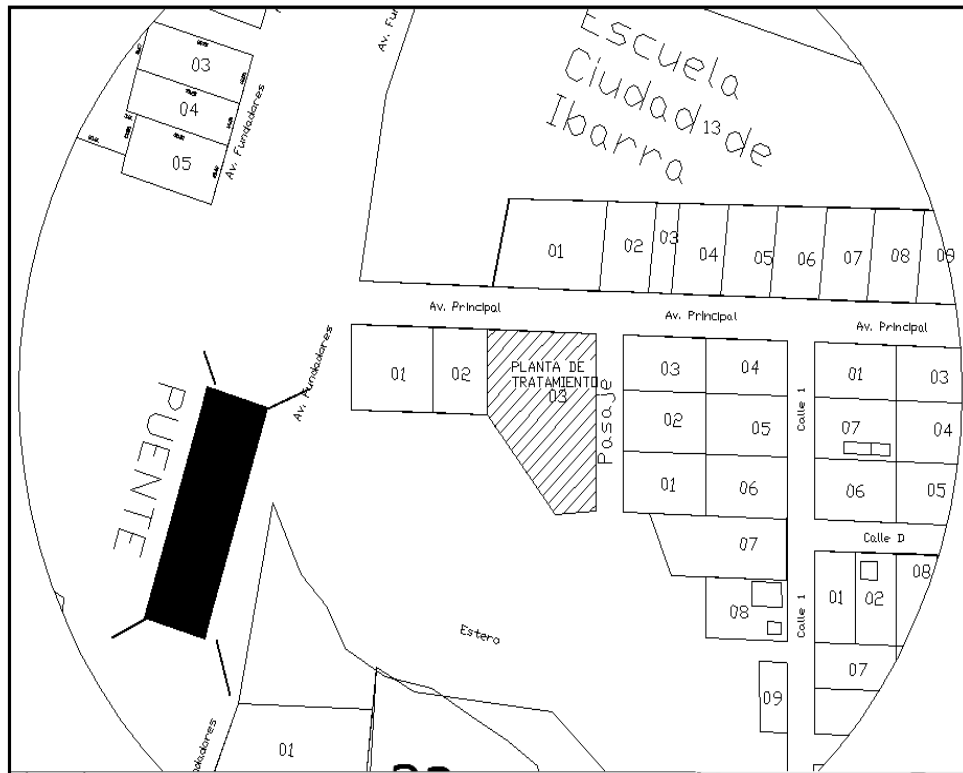 03
04
05
Av. Fundadores
Av. Fun
Escuela
Ciudad de
Ibarra
13
01
02
03
04
05
06
07
08
09
Av. Principal
Av. Principal
Av. Principal
Av. Fundadores
01
02
PLANTA DE
TRATAMIENTO
03
Pasaje
03
04
02
05
01
06
07
08
09
Calle 1
Calle 1
01
03
07
04
06
05
Calle D
01
02
08
07
PUENTE
Estero
01